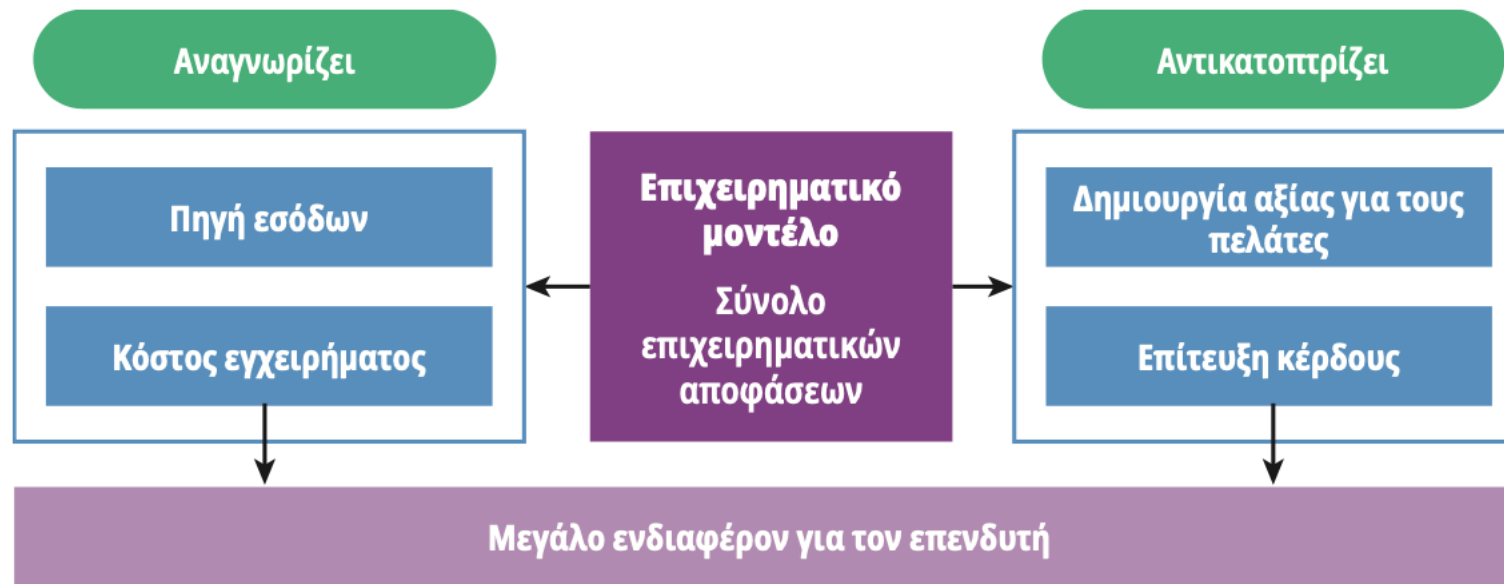 Αναγνωρίζει
Αντικατοπτρίζει
Πηγή εσόδων
Κόστος εγχειρήματος
Επιχειρηματικό
μοντέλο
Σύνολο
επιχειρηματικών
αποφάσεων
Δημιουργία αξίας για τους
πελάτες
Επίτευξη κέρδους
Μεγάλο ενδιαφέρον για τον επενδυτή